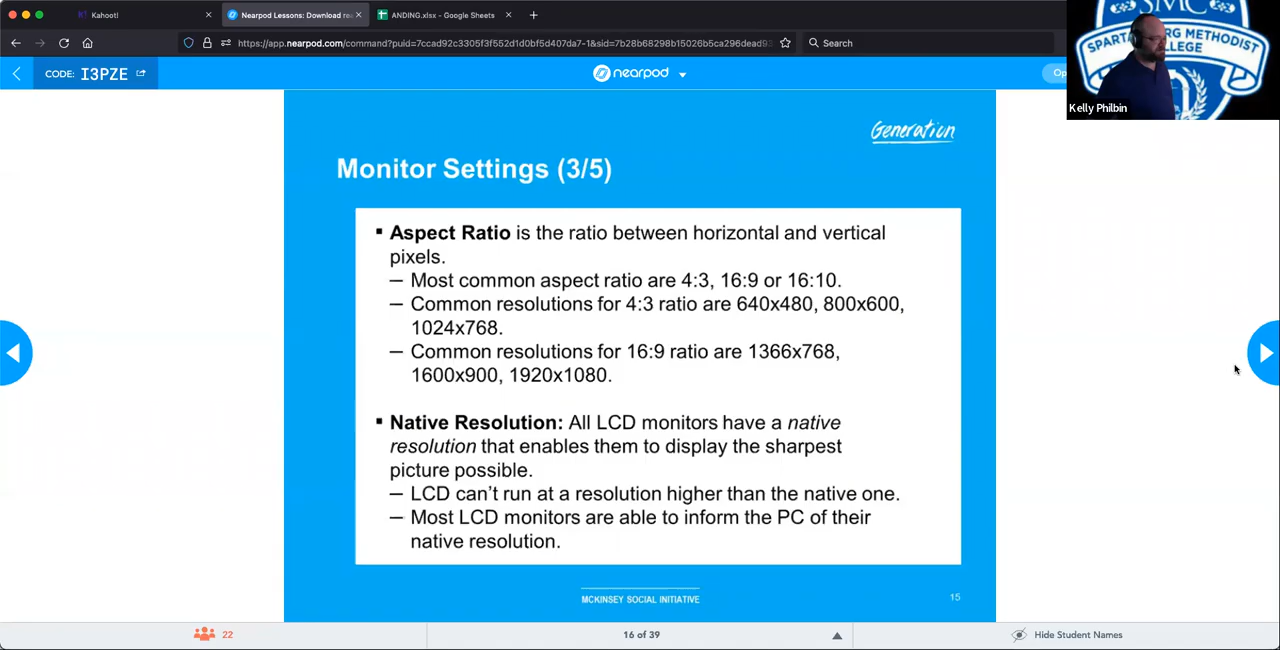 Kahoot!
Nearpod Lessons: Download re
ANDING.xlsx - Google Sheets
https://app.nearpod.com/command?puid=7ccad92c3305f3f552d1d0bf5d407da7-1&sid=7b28b68298b15026b5ca296dead93
Search
CODE: I3PZE
nearpod
Op
SMC
SPARTANBURG METHODIST
COLLEGE
Kelly Philbin
Generation
Monitor Settings (3/5)
▪ Aspect Ratio is the ratio between horizontal and vertical
pixels.
– Most common aspect ratio are 4:3, 16:9 or 16:10.
– Common resolutions for 4:3 ratio are 640x480, 800x600,
1024x768.
– Common resolutions for 16:9 ratio are 1366x768,
1600x900, 1920x1080.
▪ Native Resolution: All LCD monitors have a native
resolution that enables them to display the sharpest
picture possible.
– LCD can't run at a resolution higher than the native one.
– Most LCD monitors are able to inform the PC of their
native resolution.
MCKINSEY SOCIAL INITIATIVE
15
22
16 of 39
Hide Student Names